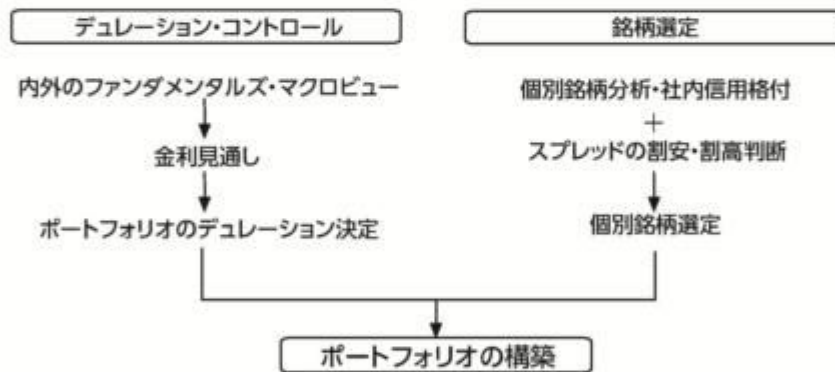 デュレーション・コントロール
内外のファンダメンタルズ・マクロビュー
金利見通し
ポートフォリオのデュレーション決定
銘柄選定
個別銘柄分析・社内信用格付
+
スプレッドの割安・割高判断
個別銘柄選定
ポートフォリオの構築